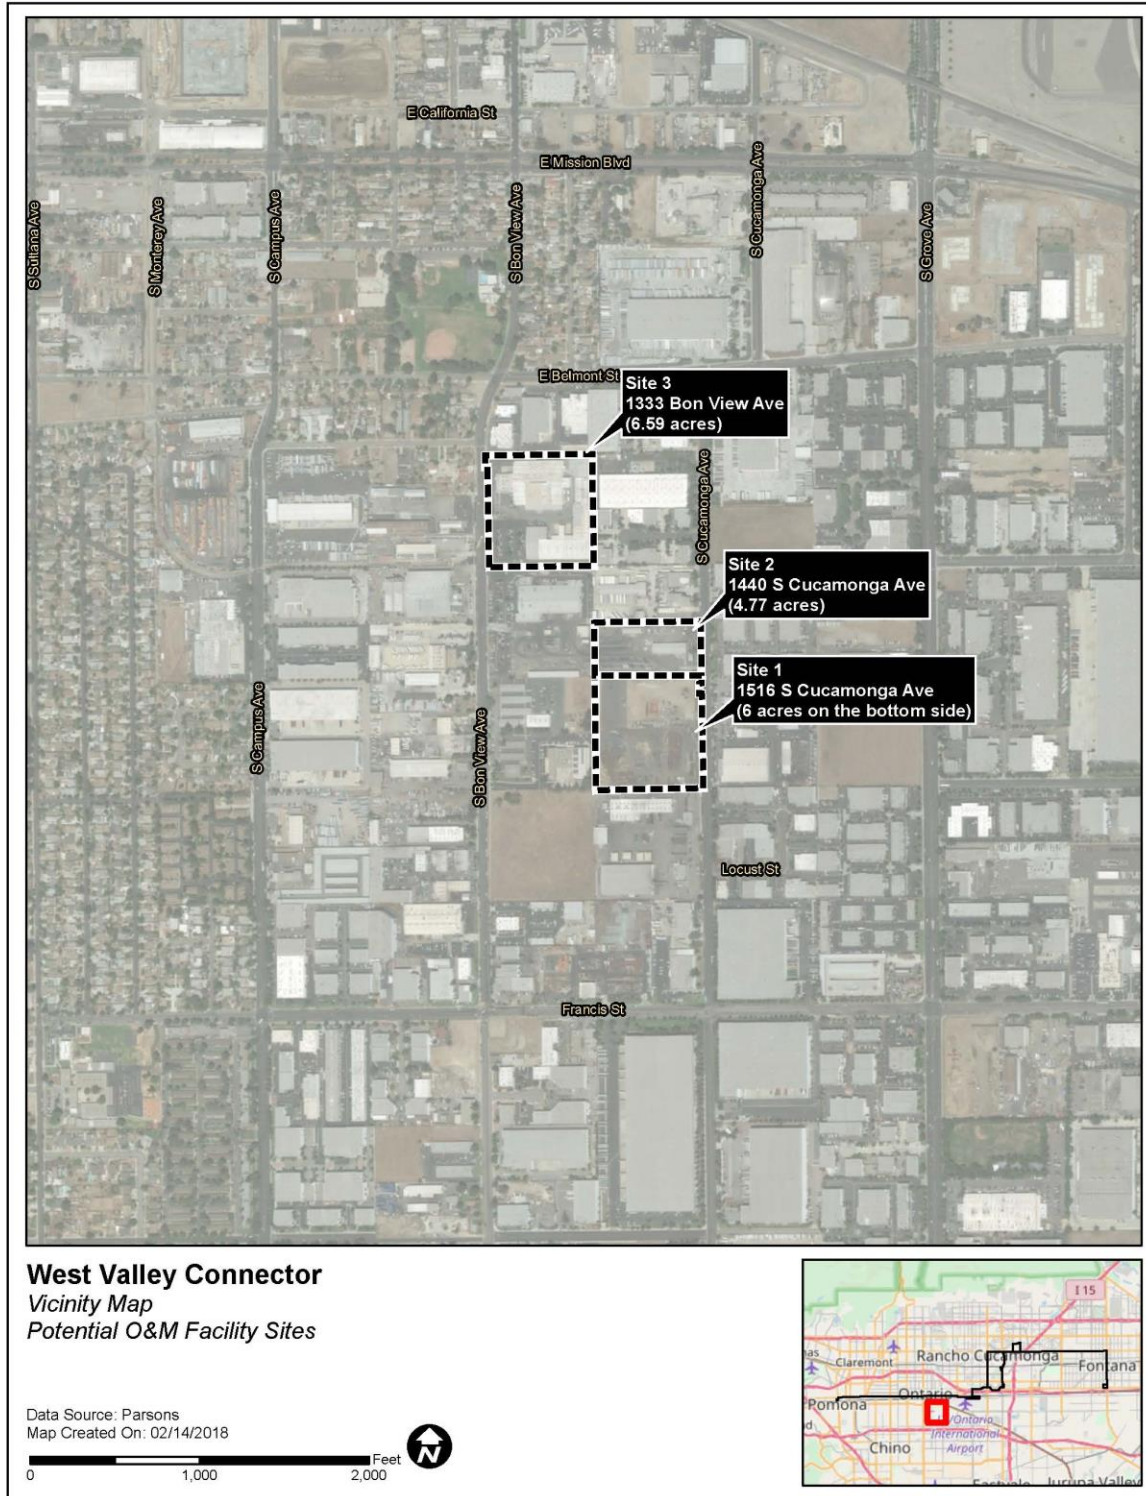 E California St
E Mission Blvd
S Sultana Ave
S Monterey Ave
S Campus Ave
S Bon View Ave
S Cucamonga Ave
S Grove Ave
E Belmont St
Site 3
1333 Bon View Ave
(6.59 acres)
S Cucamonga Ave
Site 2
1440 S Cucamonga Ave
(4.77 acres)
Site 1
1516 S Cucamonga Ave
(6 acres on the bottom side)
S Campus Ave
S Bon View Ave
Locust St
Francis St
West Valley Connector
Vicinity Map
Potential O&M Facility Sites
Data Source: Parsons
Map Created On: 02/14/2018
Feet
0
1,000
2,000
N
I 15
Claremont
Rancho Cucamonga
Fontana
Ontario
Pomona
Ontario
International
Airport
Chino
Jurupa Valley